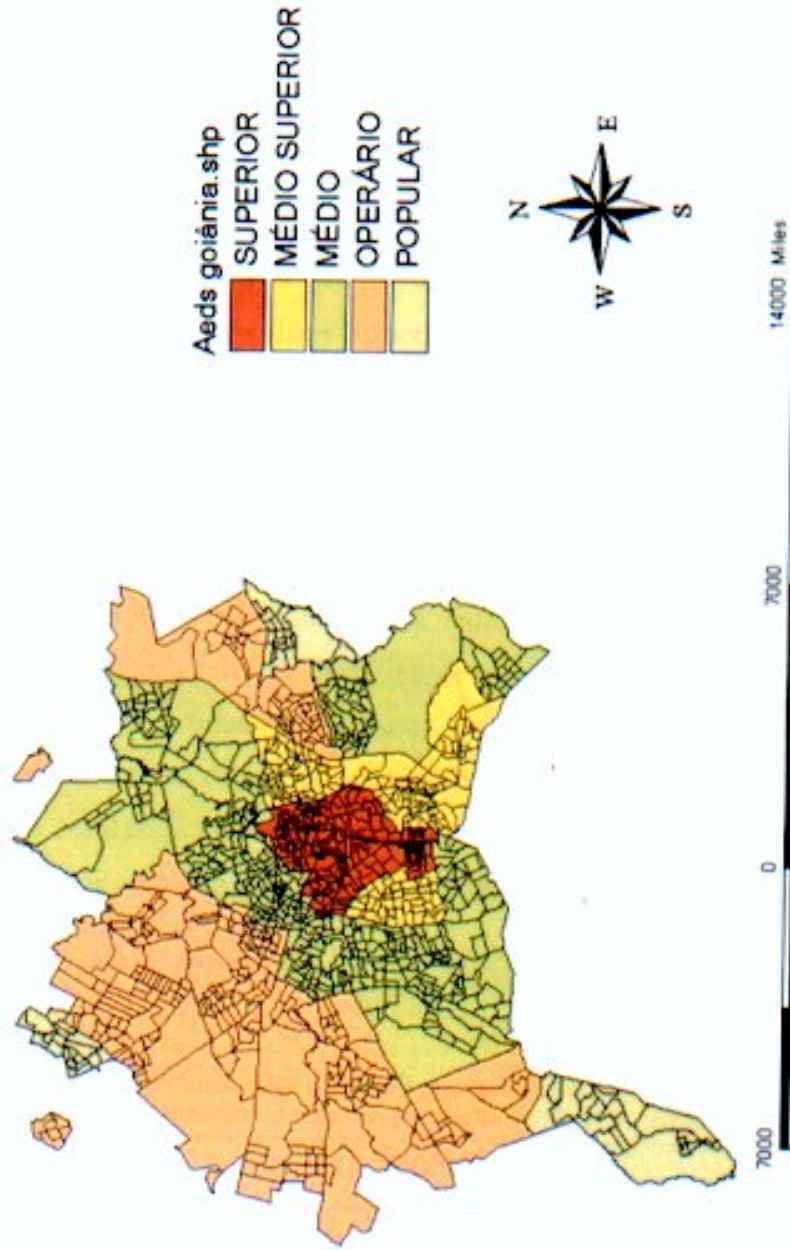 Aeds goiânia.shp
SUPERIOR
MÉDIO SUPERIOR
MÉDIO
OPERÁRIO
POPULAR
N
W E
S
7000 0 7000 14000 Miles